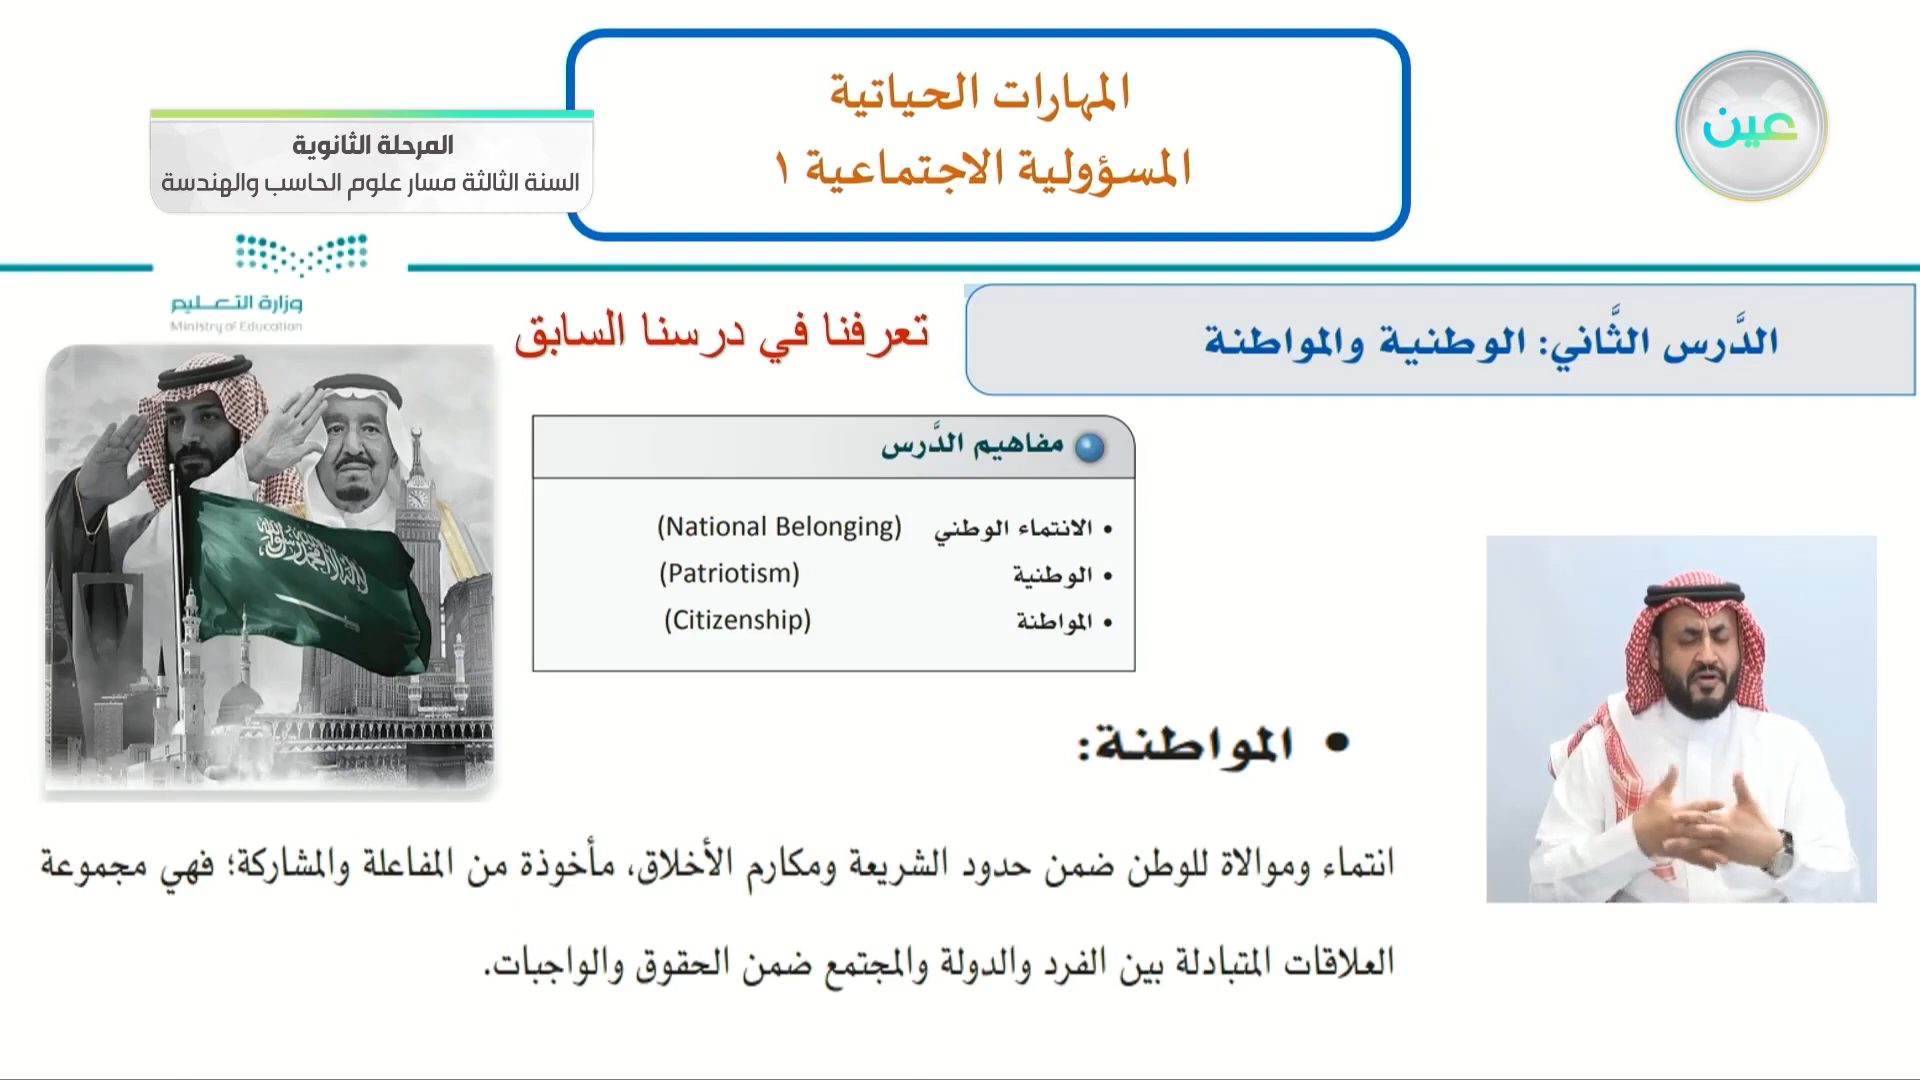 المهارات الحياتية
المسؤولية الاجتماعية ١
عين
المرحلة الثانوية
السنة الثالثة مسار علوم الحاسب والهندسة
وزارة التعـــليم
Ministry of Education
الدَّرس الثَّاني: الوطنية والمواطنة
تعرفنا في درسنا السابق
مفاهيم الدَّرس
• الانتماء الوطني (National Belonging)
• الوطنية (Patriotism)
• المواطنة (Citizenship)
• المواطنة:
انتماء وموالاة للوطن ضمن حدود الشريعة ومكارم الأخلاق، مأخوذة من المفاعلة والمشاركة؛ فهي مجموعة
العلاقات المتبادلة بين الفرد والدولة والمجتمع ضمن الحقوق والواجبات.